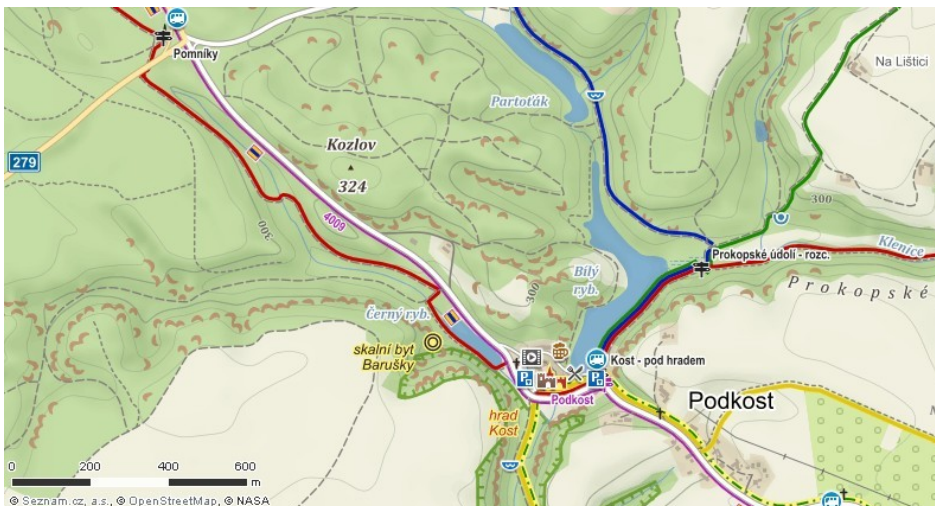 Pomníky
Partoťák
Na Lištici
Kozlov
279
324
4009
300
300
300
Klenice
Prokopské údolí - rozc.
Bílý
ryb.
Prokopské
Černý ryb.
skalní byt
Barušky
P
Kost - pod hradem
P
Podkost
Podkost
hrad
Kost
0 200 400 600
m
© Seznam.cz, a.s., © OpenStreetMap, © NASA